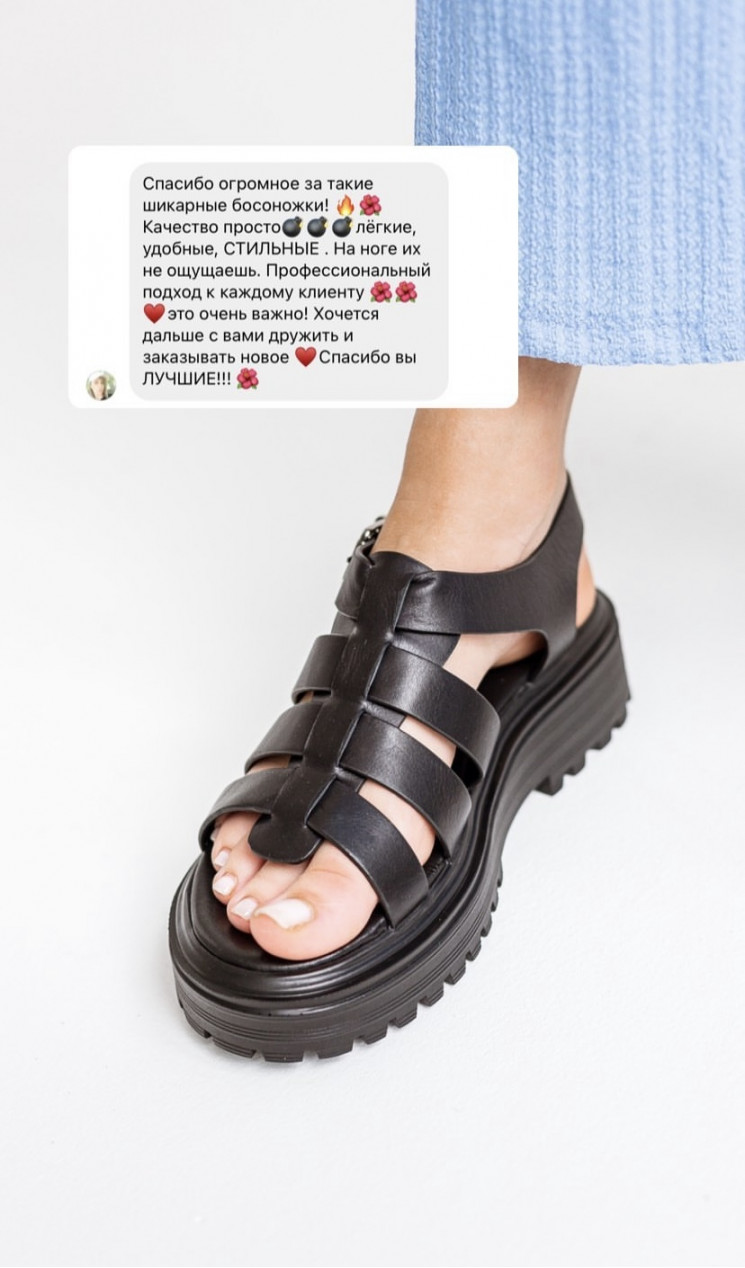 Спасибо огромное за такие
шикарные босоножки! 🔥🌺
Качество просто💣💣💣лёгкие,
удобные, СТИЛЬНЫЕ . На ноге их
не ощущаешь. Профессиональный
подход к каждому клиенту 🌺🌺
♥️это очень важно! Хочется
дальше с вами дружить и
заказывать новое ♥️Спасибо вы
ЛУЧШИЕ!!! 🌺